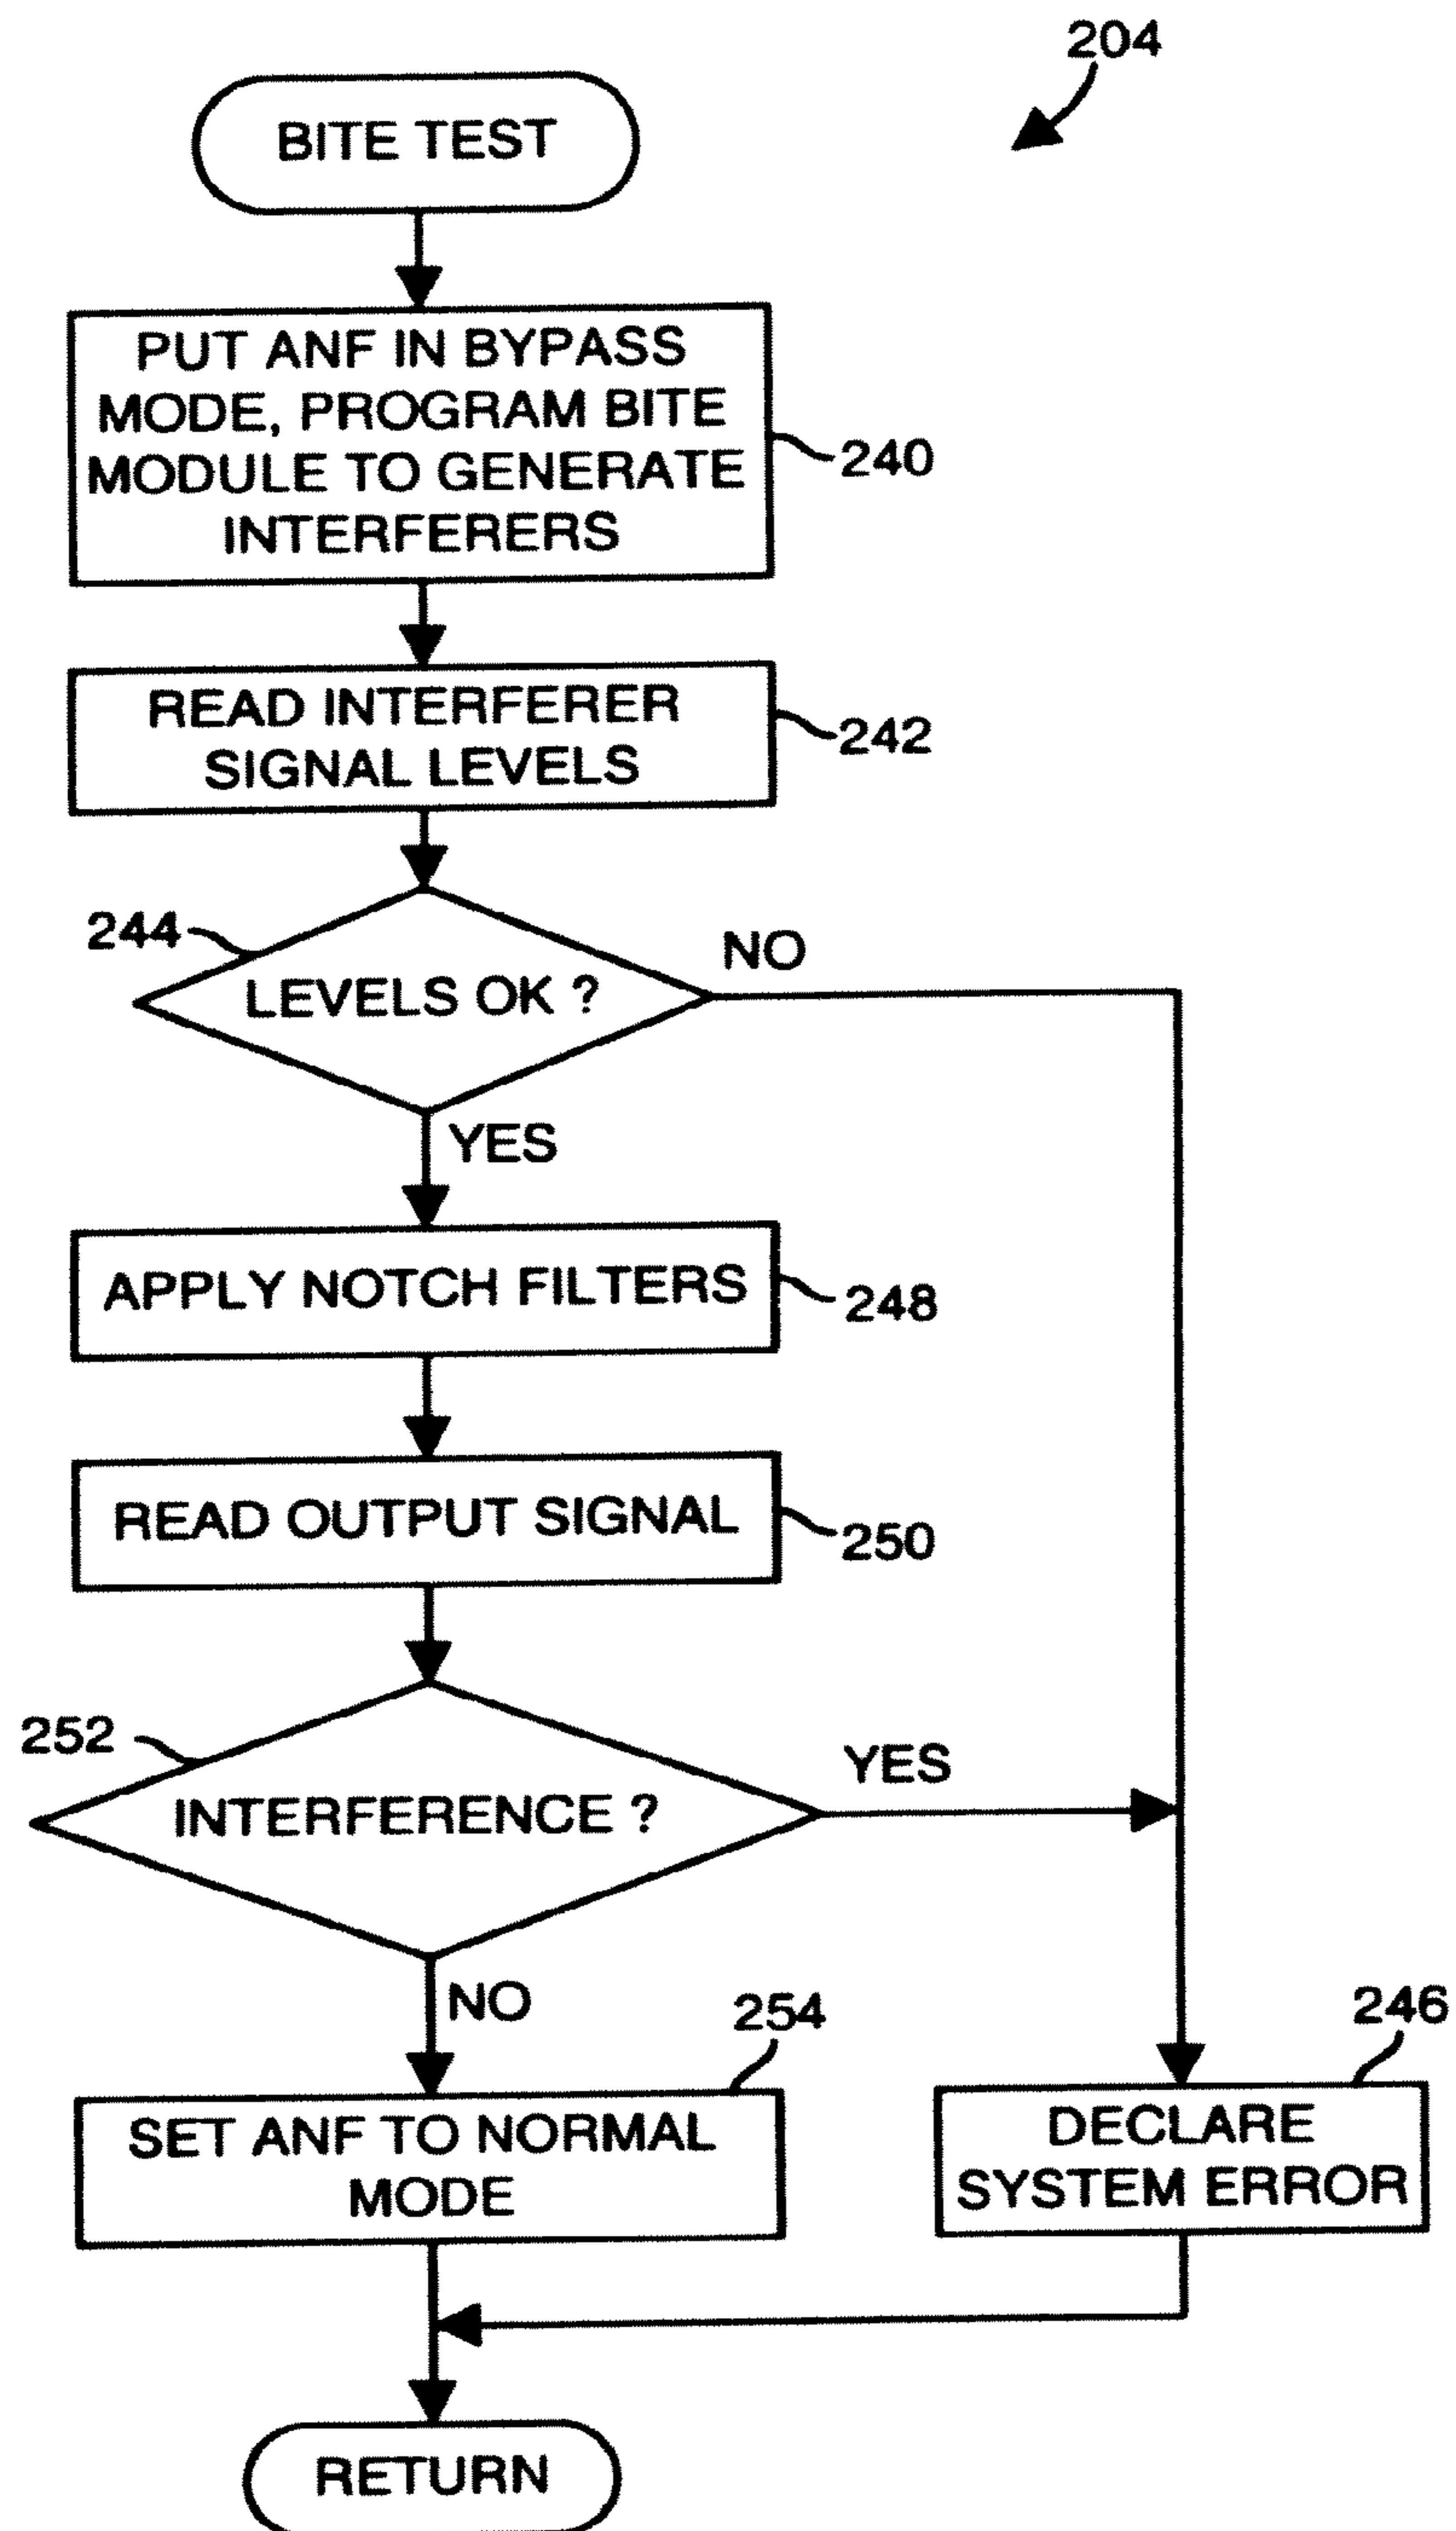 204
BITE TEST
PUT ANF IN BYPASS
MODE, PROGRAM BITE
MODULE TO GENERATE
INTERFERERS
240
READ INTERFERER
SIGNAL LEVELS
242
244
LEVELS OK ?
NO
YES
APPLY NOTCH FILTERS
248
READ OUTPUT SIGNAL
250
252
INTERFERENCE ?
YES
NO
254
SET ANF TO NORMAL
MODE
246
DECLARE
SYSTEM ERROR
RETURN